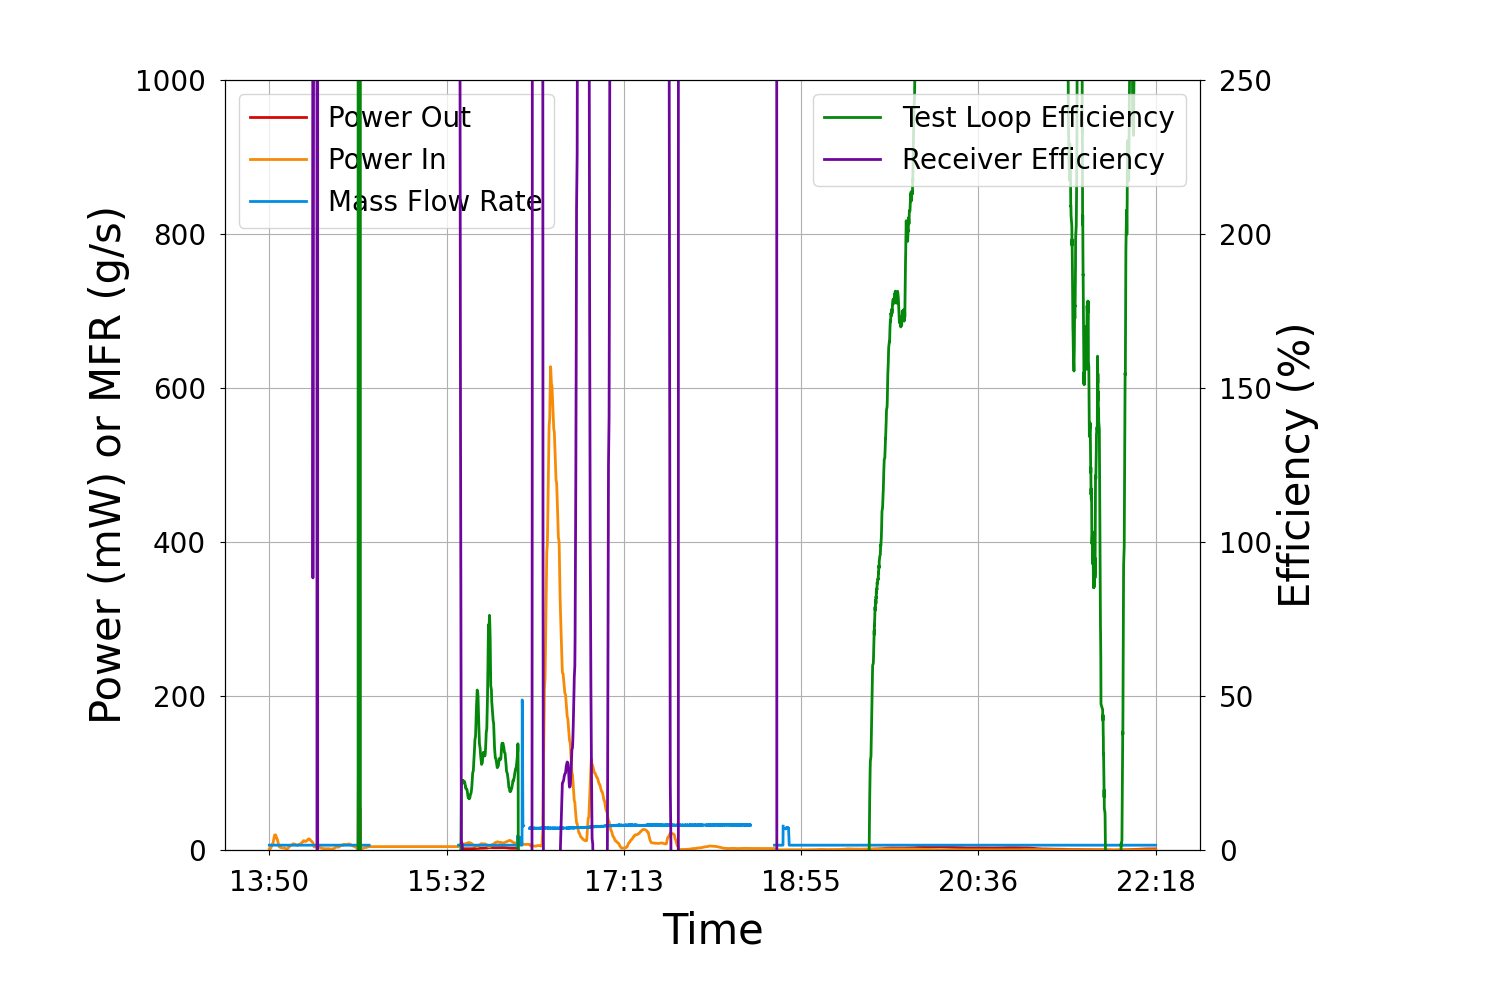 Power (mW) or MFR (g/s)
1000
800
600
400
200
0
Power Out
Power In
Mass Flow Rate
Test Loop Efficiency
Receiver Efficiency
250
200
150
100
50
0
Efficiency (%)
13:50 15:32 17:13 18:55 20:36 22:18
Time